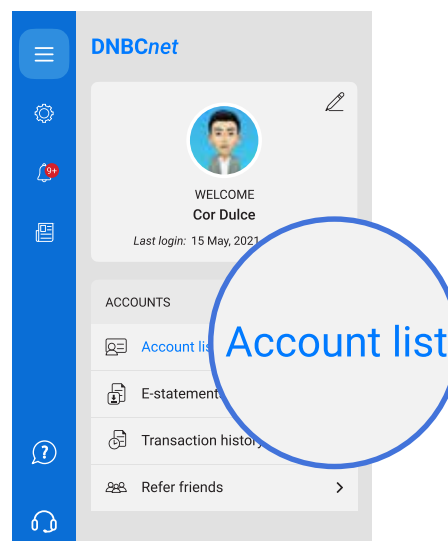 DNBCnet
9+
WELCOME
Cor Dulce
Last login: 15 May, 2021
ACCOUNTS
Account list
Account lis
E-statement
Transaction history
Refer friends